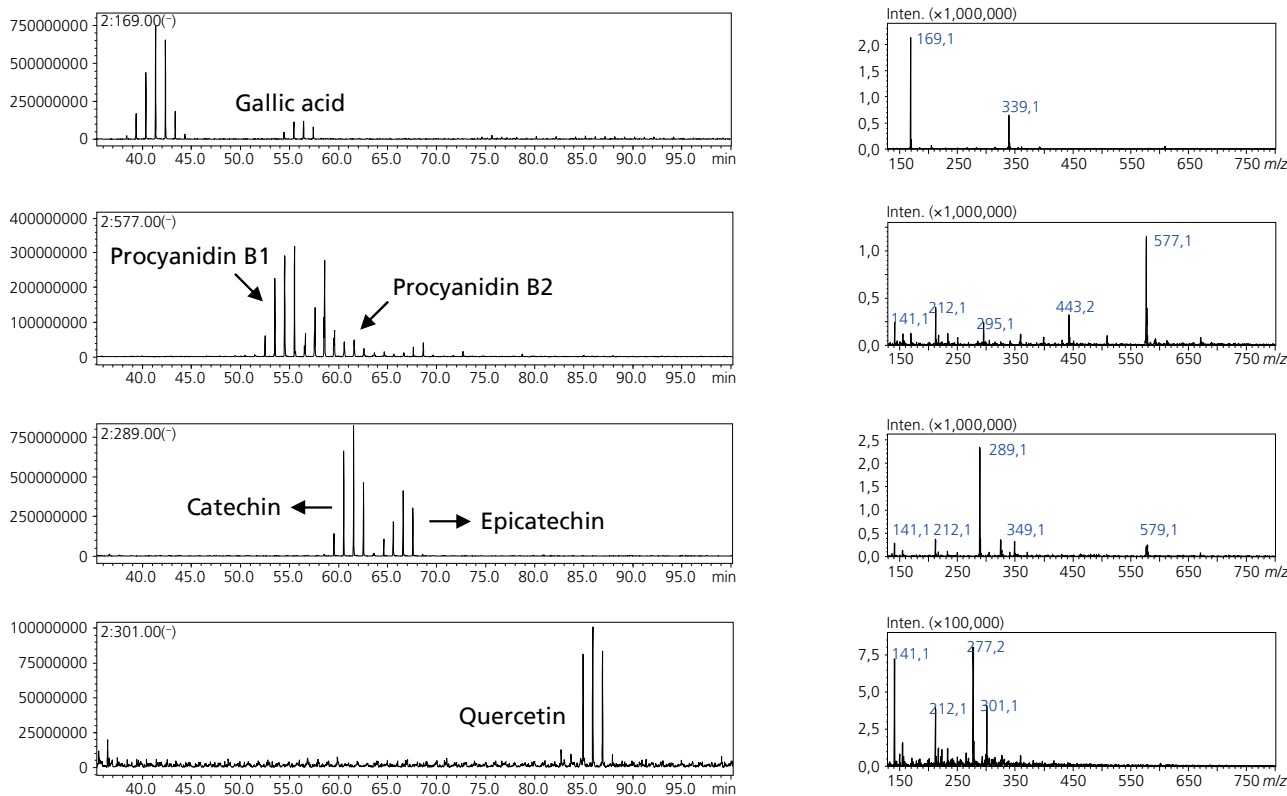 2:169.00(-)
750000000
500000000
250000000
0
Gallic acid
40.0 45.0 50.0 55.0 60.0 65.0 70.0 75.0 80.0 85.0 90.0 95.0 min
Inten. (×1,000,000)
2,0
1,5
1,0
0,5
0,0
169,1
339,1
150 250 350 450 550 650 750 m/z
2:577.00(-)
400000000
300000000
200000000
100000000
0
Procyanidin B1
Procyanidin B2
40.0 45.0 50.0 55.0 60.0 65.0 70.0 75.0 80.0 85.0 90.0 95.0 min
Inten. (×1,000,000)
1,0
0,5
0,0
577,1
443,2
212,1
141,1
295,1
150 250 350 450 550 650 750 m/z
2:289.00(-)
750000000
500000000
250000000
0
Catechin
Epicatechin
40.0 45.0 50.0 55.0 60.0 65.0 70.0 75.0 80.0 85.0 90.0 95.0 min
Inten. (×1,000,000)
2,5
2,0
1,5
1,0
0,5
0,0
289,1
141,1 212,1 349,1 579,1
150 250 350 450 550 650 750 m/z
2:301.00(-)
100000000
75000000
50000000
25000000
0
Quercetin
40.0 45.0 50.0 55.0 60.0 65.0 70.0 75.0 80.0 85.0 90.0 95.0 min
Inten. (×100,000)
7,5
5,0
2,5
0,0
141,1
277,2
212,1
301,1
150 250 350 450 550 650 750 m/z